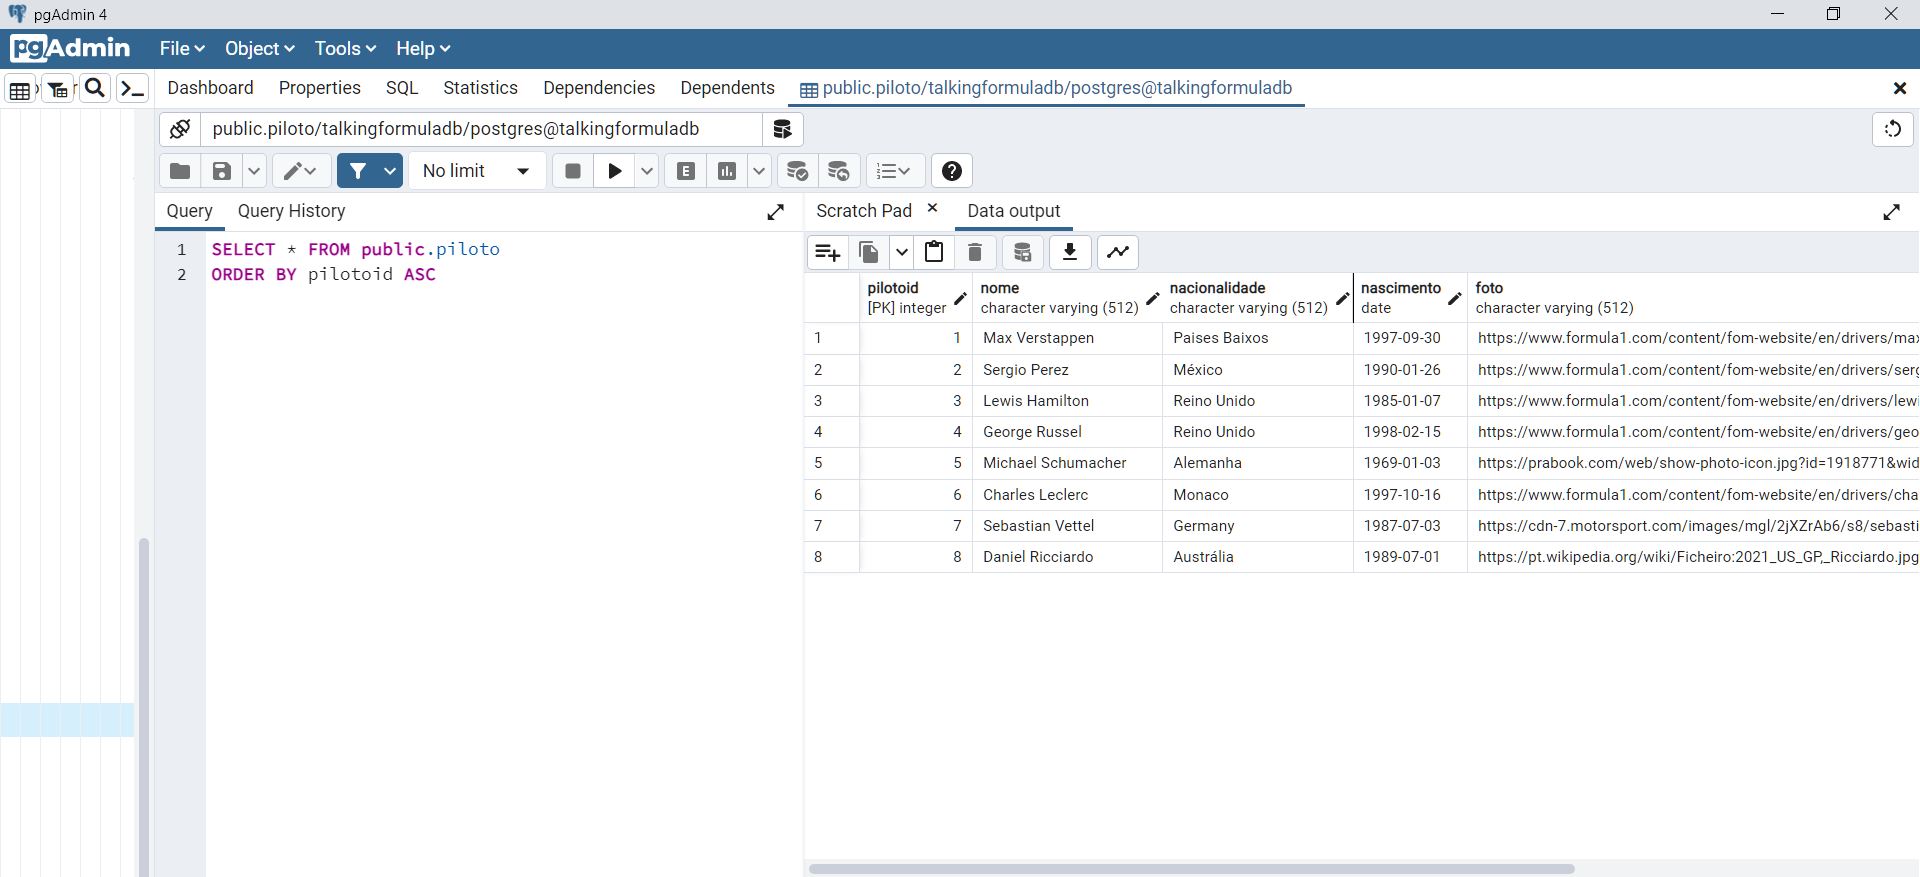 pgAdmin 4
pgAdmin File Object Tools Help
Dashboard Properties SQL Statistics Dependencies Dependents public.piloto/talkingformuladb/postgres@talkingformuladb
public.piloto/talkingformuladb/postgres@talkingformuladb
No limit E
Query Query History
1 SELECT * FROM public.piloto
2 ORDER BY pilotoid ASC
Scratch Pad Data output
pilotoid nome nacionalidade nascimento foto
[PK] integer character varying (512) character varying (512) date character varying (512)
1 1 Max Verstappen Paises Baixos 1997-09-30 https://www.formula1.com/content/fom-website/en/drivers/max
2 2 Sergio Perez México 1990-01-26 https://www.formula1.com/content/fom-website/en/drivers/serg
3 3 Lewis Hamilton Reino Unido 1985-01-07 https://www.formula1.com/content/fom-website/en/drivers/lewi
4 4 George Russel Reino Unido 1998-02-15 https://www.formula1.com/content/fom-website/en/drivers/geo
5 5 Michael Schumacher Alemanha 1969-01-03 https://prabook.com/web/show-photo-icon.jpg?id=1918771&wid
6 6 Charles Leclerc Monaco 1997-10-16 https://www.formula1.com/content/fom-website/en/drivers/cha
7 7 Sebastian Vettel Germany 1987-07-03 https://cdn-7.motorsport.com/images/mgl/2jXZrAb6/s8/sebasti
8 8 Daniel Ricciardo Austrália 1989-07-01 https://pt.wikipedia.org/wiki/Ficheiro:2021_US_GP,_Ricciardo.jpg